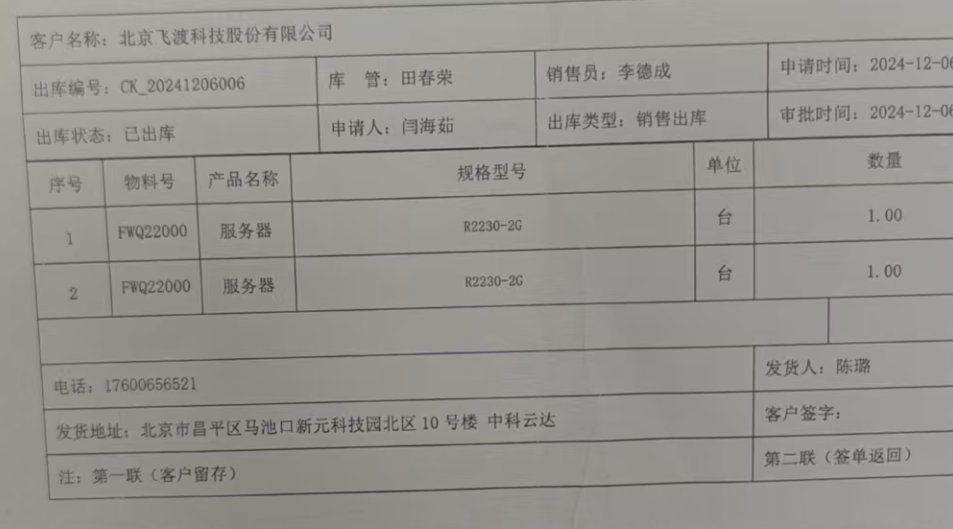 客户名称：北京飞渡科技股份有限公司
出库编号：CK_20241206006 库 管：田春荣 销售员：李德成 申请时间：2024-12-06
出库状态：已出库 申请人：闫海茹 出库类型：销售出库 审批时间：2024-12-06
序号 物料号 产品名称 规格型号 单位 数量
1 FWQ22000 服务器 R2230-2G 台 1.00
2 FWQ22000 服务器 R2230-2G 台 1.00
电话：17600656521 发货人：陈璐
发货地址：北京市昌平区马池口新元科技园北区 10 号楼 中科云达 客户签字：
注：第一联（客户留存） 第二联（签单返回）